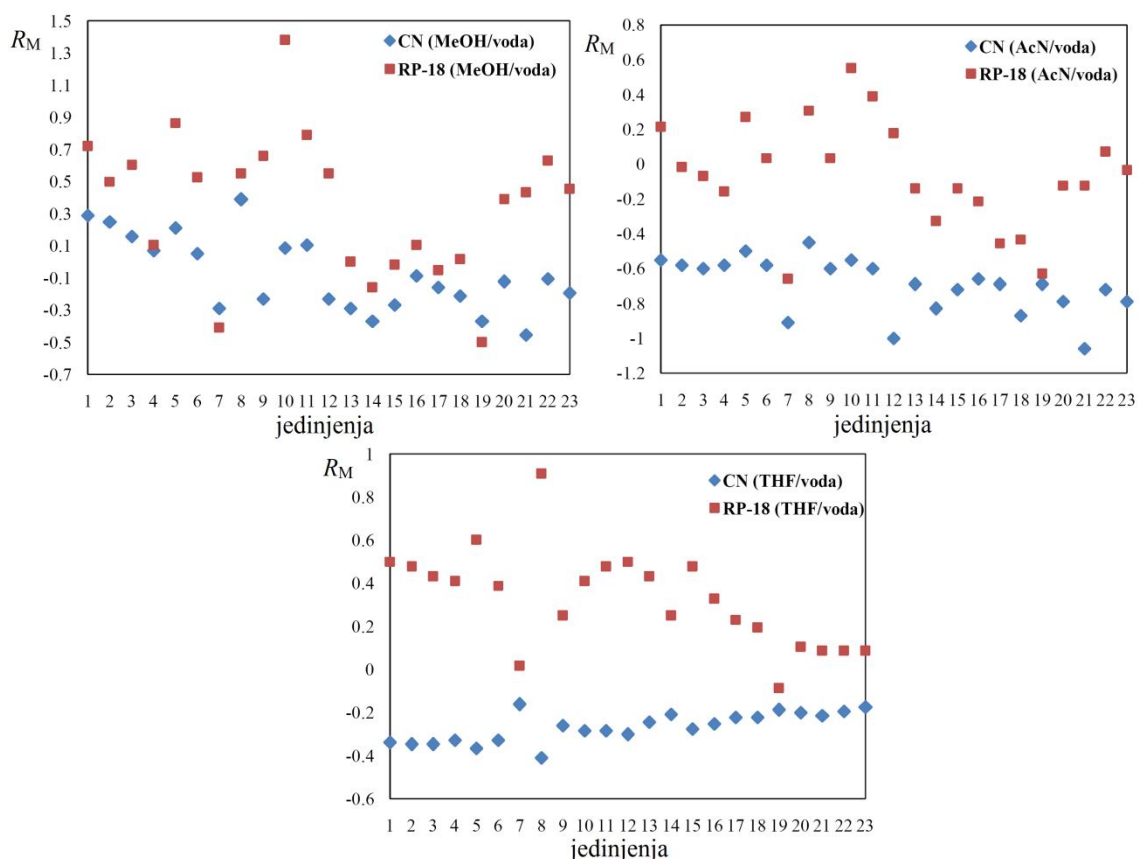 R_M
CN (MeOH/voda)
RP-18 (MeOH/voda)
1.5
1.3
1.1
0.9
0.7
0.5
0.3
0.1
-0.1
-0.3
-0.5
-0.7
1 2 3 4 5 6 7 8 9 10 11 12 13 14 15 16 17 18 19 20 21 22 23
jedinjenja
R_M
CN (AcN/voda)
RP-18 (AcN/voda)
0.8
0.6
0.4
0.2
0
-0.2
-0.4
-0.6
-0.8
-1
-1.2
1 2 3 4 5 6 7 8 9 10 11 12 13 14 15 16 17 18 19 20 21 22 23
jedinjenja
R_M
CN (THF/voda)
RP-18 (THF/voda)
1
0.8
0.6
0.4
0.2
0
-0.2
-0.4
-0.6
1 2 3 4 5 6 7 8 9 10 11 12 13 14 15 16 17 18 19 20 21 22 23
jedinjenja